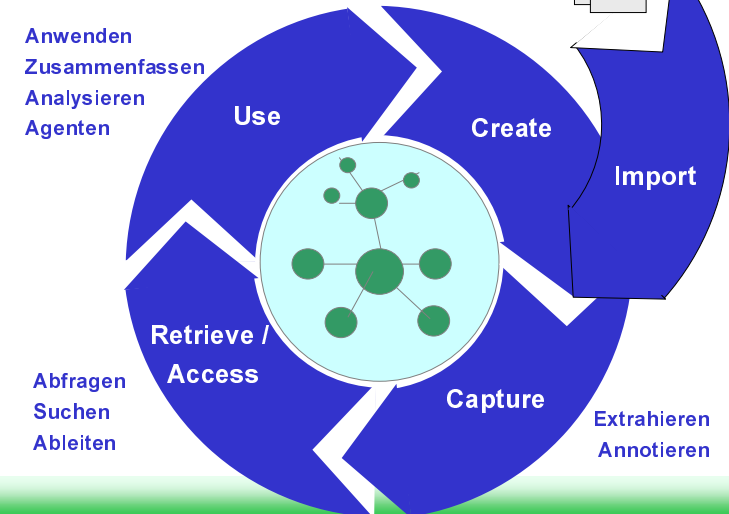 Anwenden
Zusammenfassen
Analysieren
Agenten
Use
Create
Import
Retrieve /
Access
Capture
Abfragen
Suchen
Ableiten
Extrahieren
Annotieren